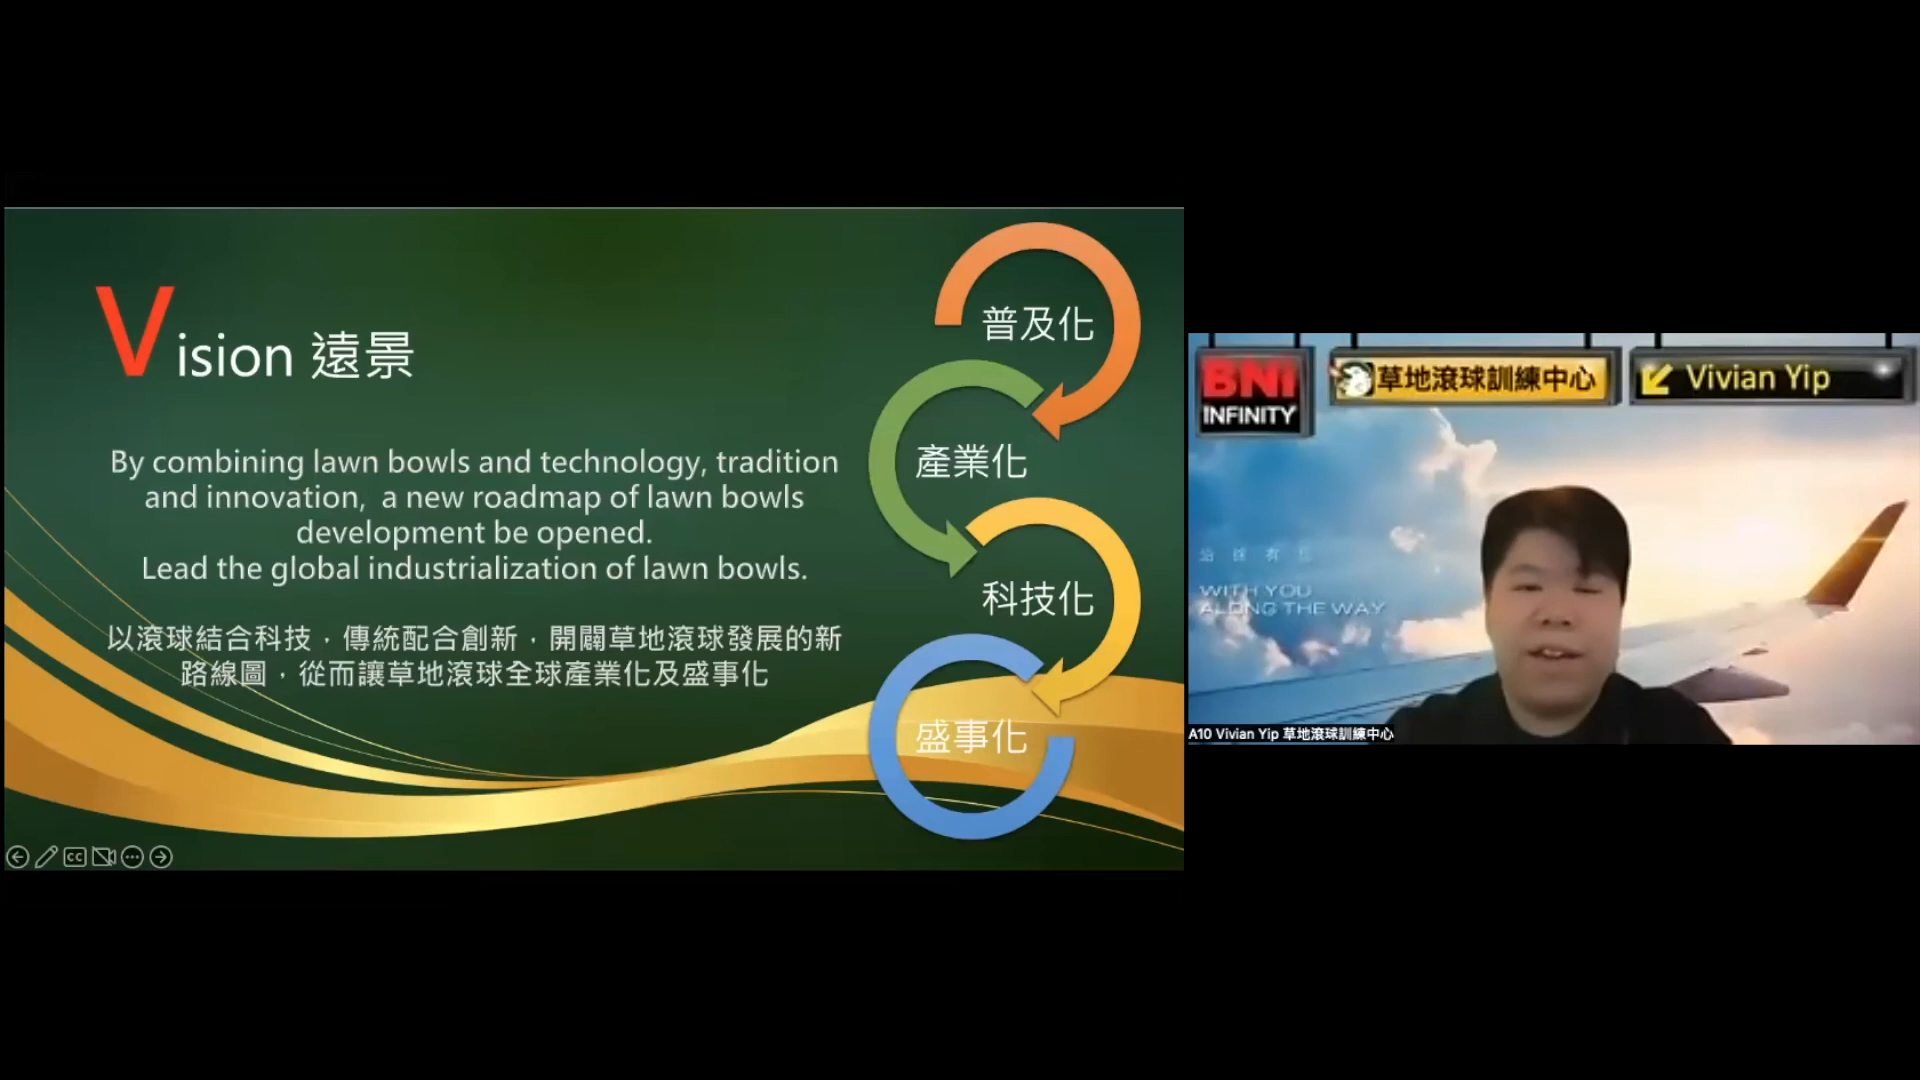 Vision 遠景
By combining lawn bowls and technology, tradition
and innovation, a new roadmap of lawn bowls
development be opened.
Lead the global industrialization of lawn bowls.
以滾球結合科技，傳統配合創新，開闢草地滾球發展的新
路線圖，從而讓草地滾球全球產業化及盛事化
普及化
產業化
科技化
盛事化
CC
BNI
INFINITY
草地滾球訓練中心
Vivian Yip
WITH YOU
ALONG THE WAY
A10 Vivian Yip 草地滾球訓練中心